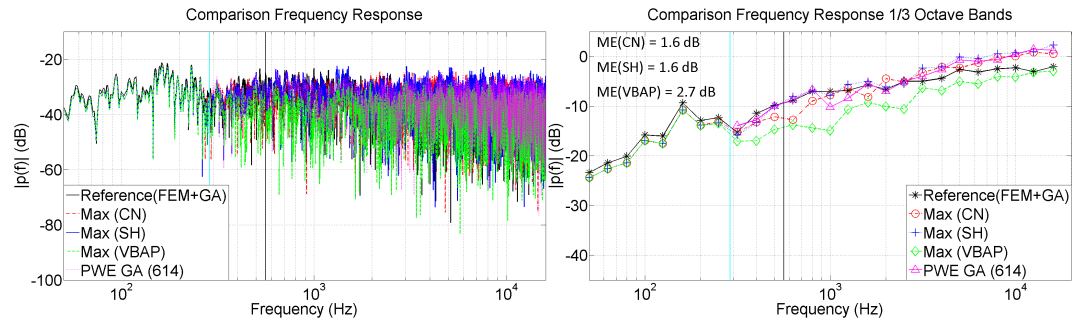 Comparison Frequency Response
|p(f)| (dB)
-20
-40
-60
-80
-100
Reference(FEM+GA)
Max (CN)
Max (SH)
Max (VBAP)
PWE GA (614)
10²
10³
10⁴
Frequency (Hz)
Comparison Frequency Response 1/3 Octave Bands
|p(f)| (dB)
0
-10
-20
-30
-40
ME(CN) = 1.6 dB
ME(SH) = 1.6 dB
ME(VBAP) = 2.7 dB
Reference(FEM+GA)
Max (CN)
Max (SH)
Max (VBAP)
PWE GA (614)
10²
10³
10⁴
Frequency (Hz)